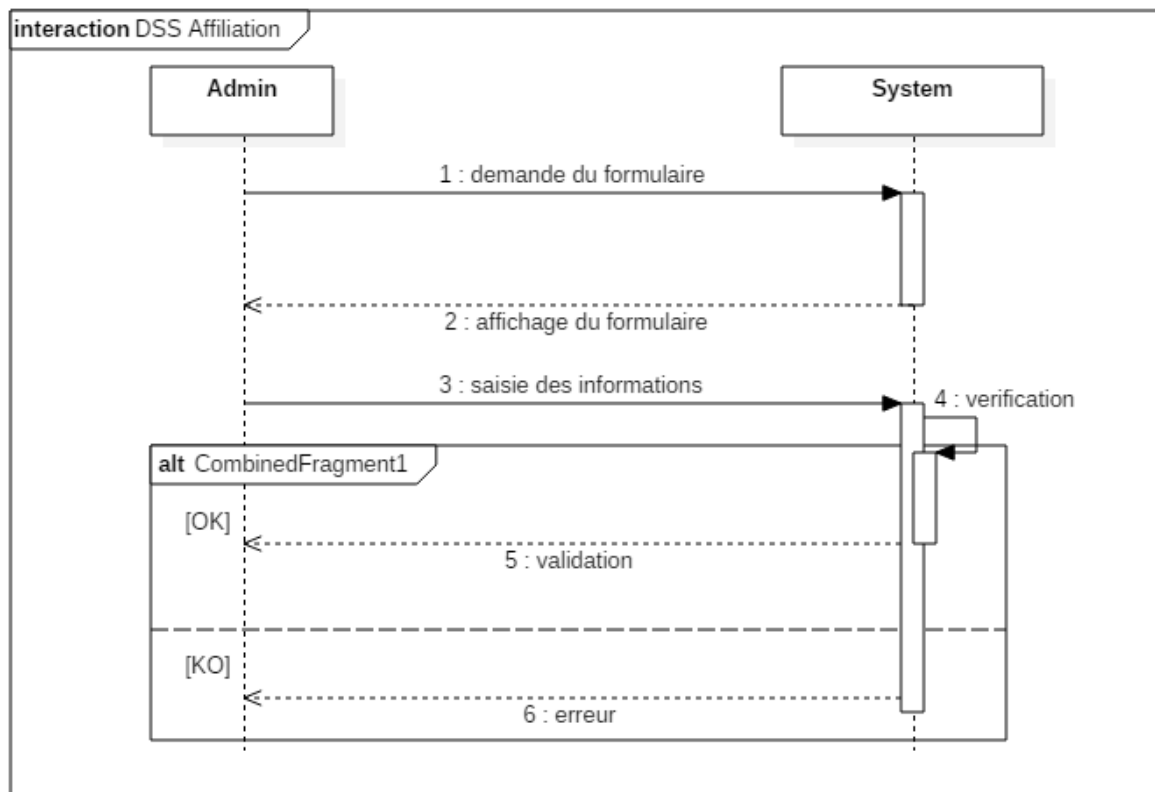 interaction DSS Affiliation
Admin
System
1 : demande du formulaire
2 : affichage du formulaire
3 : saisie des informations
4 : verification
alt CombinedFragment1
[OK]
5 : validation
[KO]
6 : erreur